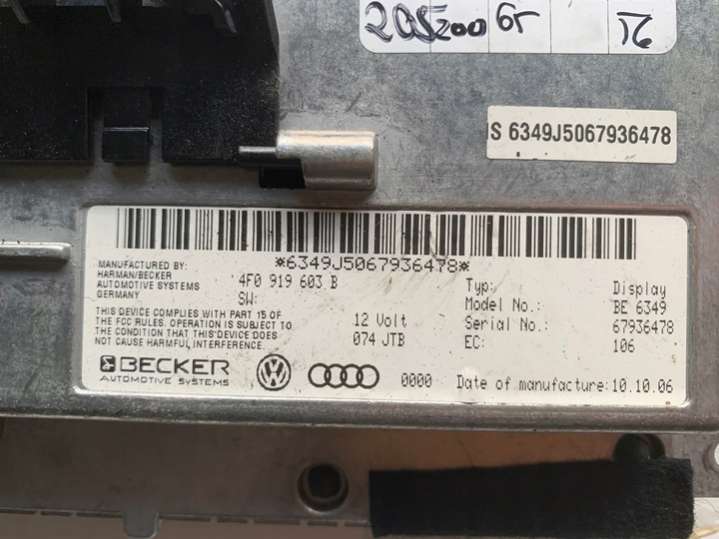 205200 Gr
16
S 6349J5067936478
*6349J5067936478*
MANUFACTURED BY:
HARMAN/BECKER
AUTOMOTIVE SYSTEMS
GERMANY
4F0 919 603 B
SW:
THIS DEVICE COMPLIES WITH PART 15 OF
THE FCC RULES. OPERATION IS SUBJECT TO
THE CONDITION THAT THIS DEVICE DOES
NOT CAUSE HARMFUL INTERFERENCE.
12 Volt
074 JTB
Typ: Display
Model No.: BE 6349
Serial No.: 67936478
EC: 106
BECKER
AUTOMOTIVE SYSTEMS
0000
Date of manufacture: 10.10.06